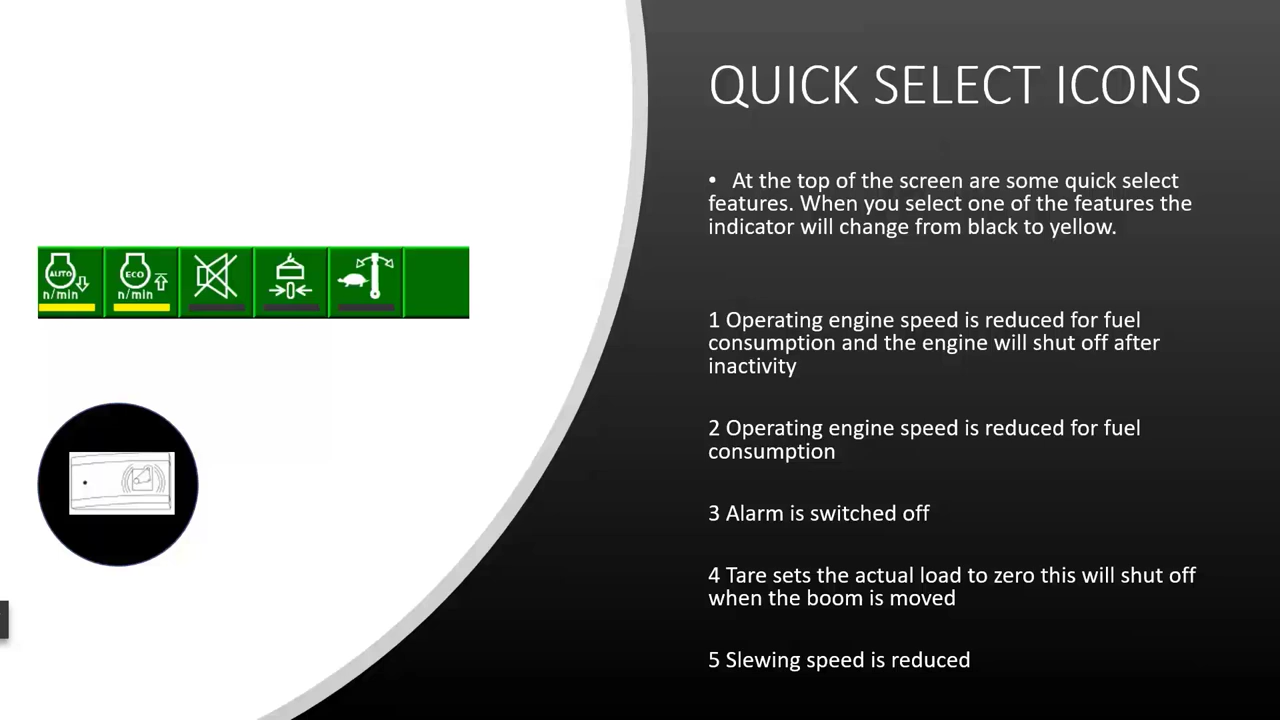 QUICK SELECT ICONS
• At the top of the screen are some quick select
features. When you select one of the features the
indicator will change from black to yellow.
AUTO
n/min
ECO
n/min
1 Operating engine speed is reduced for fuel
consumption and the engine will shut off after
inactivity
2 Operating engine speed is reduced for fuel
consumption
3 Alarm is switched off
4 Tare sets the actual load to zero this will shut off
when the boom is moved
5 Slewing speed is reduced